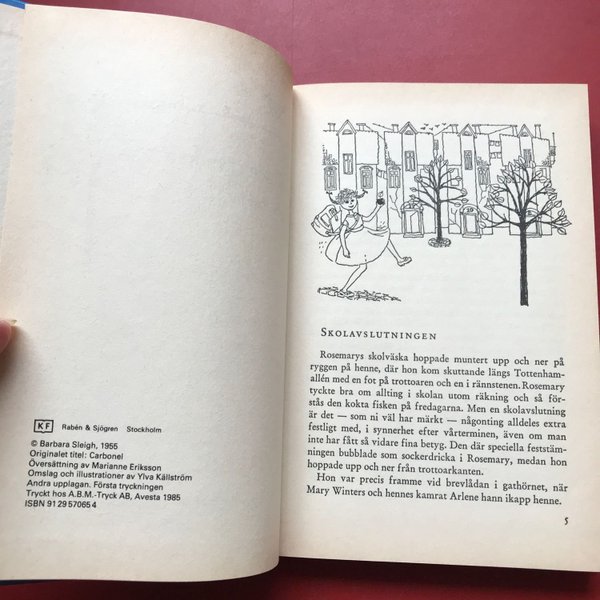 KF Rabén & Sjögren Stockholm
© Barbara Sleigh, 1955
Originalets titel: Carbonel
Översättning av Marianne Eriksson
Omslag och illustrationer av Ylva Källström
Andra upplagan. Första tryckningen
Tryckt hos A.B.M.-Tryck AB, Avesta 1985
ISBN 91 29 57065 4
SKOLAVSLUTNINGEN
Rosemarys skolväska hoppade muntert upp och ner på
ryggen på henne, där hon kom skuttande längs Tottenham-
allén med en fot på trottoaren och en i rännstenen. Rosemary
tyckte bra om allting i skolan utom räkning och så för-
stås den kokta fisken på fredagarna. Men en skolavslutning
är det — som ni väl har märkt — någonting alldeles extra
festligt med, i synnerhet efter vårterminen, även om man
inte har fått så vidare fina betyg. Den där speciella feststäm-
ningen bubblade som sockerdricka i Rosemary, medan hon
hoppade upp och ner från trottoarkanten.
Hon var precis framme vid brevlådan i gathörnet, när
Mary Winters och hennes kamrat Arlene hann ikapp henne.
5